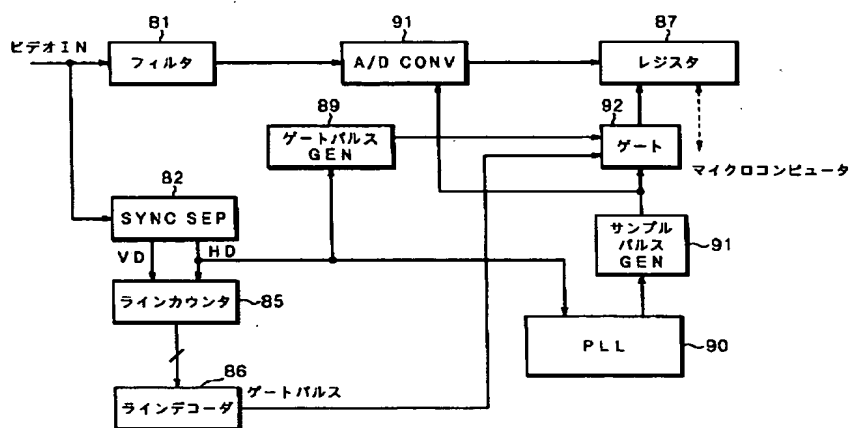 81
91
87
ビデオIN
フィルタ
A/D CONV
レジスタ
89
92
ゲートパルス
GEN
ゲート
マイクロコンピュータ
82
SYNC SEP
VD
HD
サンプル
パルス
GEN
91
ラインカウンタ
85
PLL
90
86
ラインデコーダ
ゲートパルス